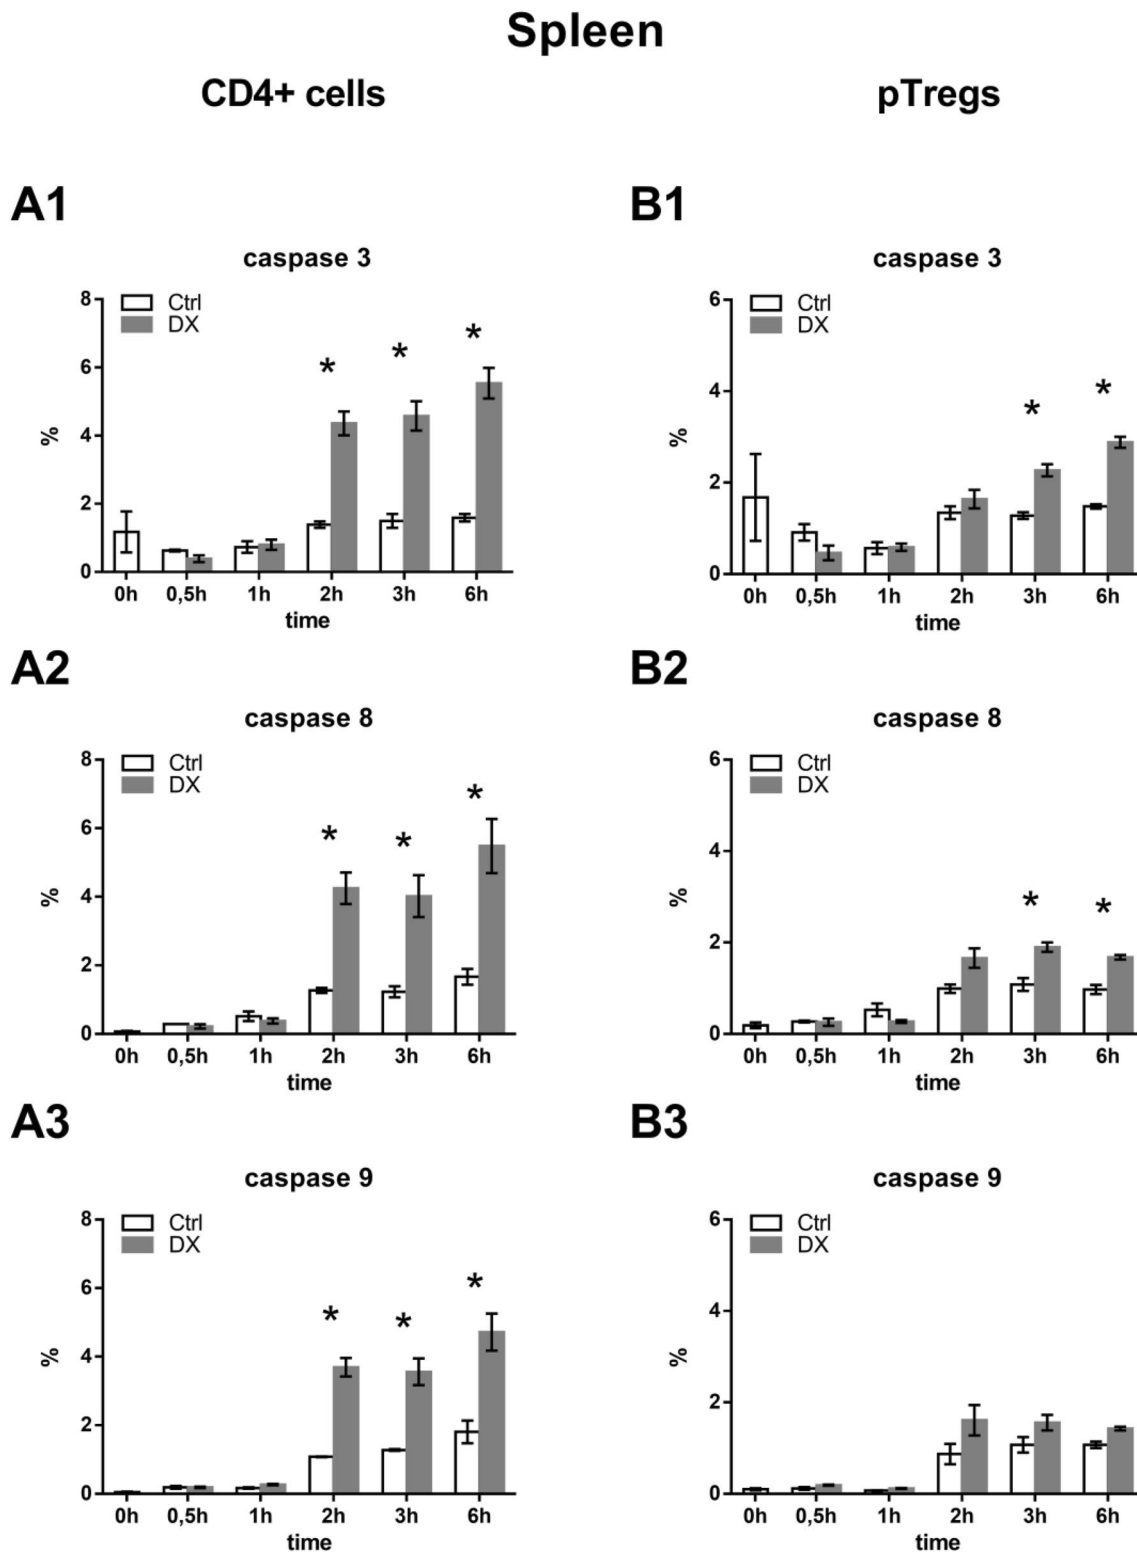 Spleen
CD4+ cells
pTregs
A1
caspase 3
Ctrl
DX
8
6
4
2
0
%
* * *
0h 0,5h 1h 2h 3h 6h
time
B1
caspase 3
Ctrl
DX
6
4
2
0
%
* *
0h 0,5h 1h 2h 3h 6h
time
A2
caspase 8
Ctrl
DX
8
6
4
2
0
%
* * *
0h 0,5h 1h 2h 3h 6h
time
B2
caspase 8
Ctrl
DX
6
4
2
0
%
* *
0h 0,5h 1h 2h 3h 6h
time
A3
caspase 9
Ctrl
DX
8
6
4
2
0
%
* * *
0h 0,5h 1h 2h 3h 6h
time
B3
caspase 9
Ctrl
DX
6
4
2
0
%
0h 0,5h 1h 2h 3h 6h
time